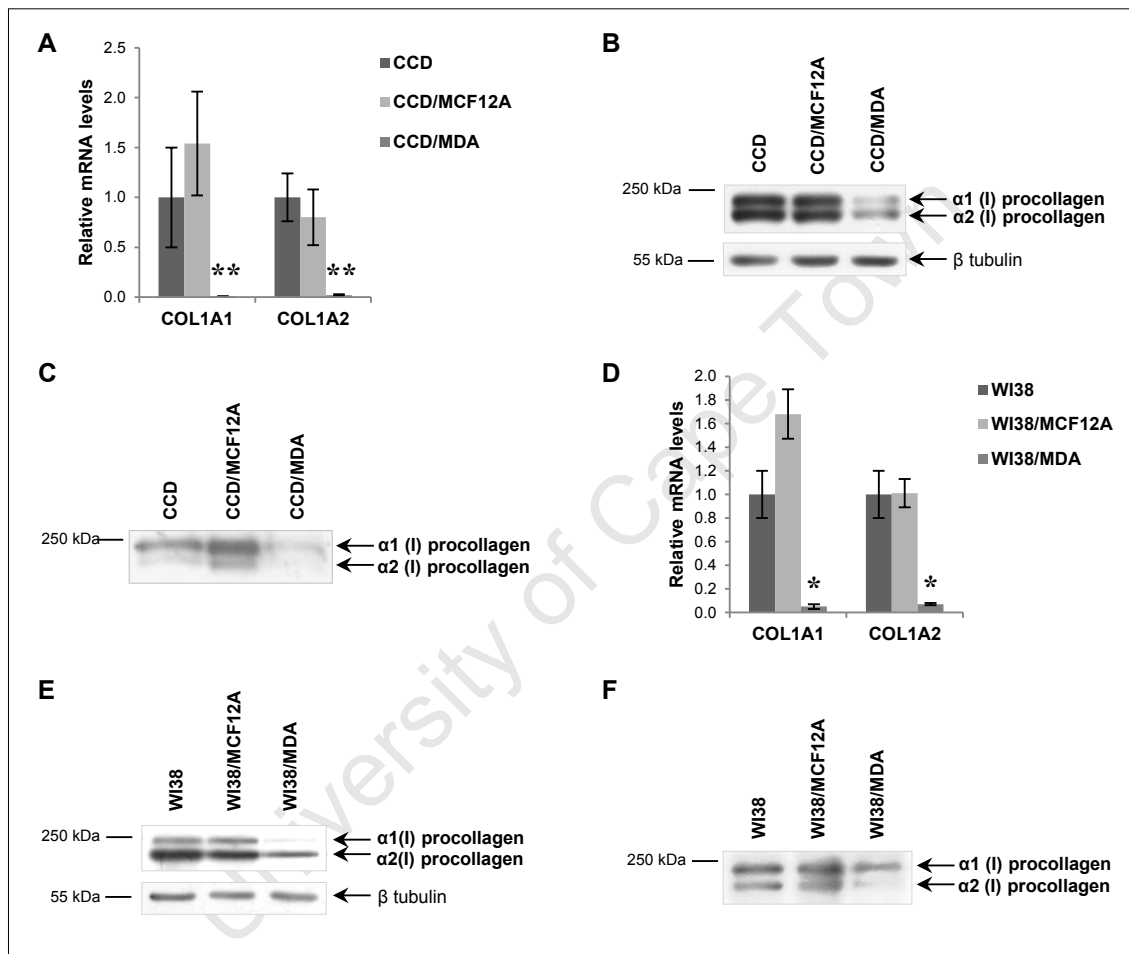 A
Relative mRNA levels
2.5
2.0
1.5
1.0
0.5
0.0
**
**
COL1A1
COL1A2
CCD
CCD/MCF12A
CCD/MDA
B
CCD
CCD/MCF12A
CCD/MDA
250 kDa
α1 (I) procollagen
α2 (I) procollagen
55 kDa
β tubulin
C
CCD
CCD/MCF12A
CCD/MDA
250 kDa
α1 (I) procollagen
α2 (I) procollagen
D
Relative mRNA levels
2.0
1.8
1.6
1.4
1.2
1.0
0.8
0.6
0.4
0.2
0.0
*
*
COL1A1
COL1A2
WI38
WI38/MCF12A
WI38/MDA
E
WI38
WI38/MCF12A
WI38/MDA
250 kDa
α1(I) procollagen
α2(I) procollagen
55 kDa
β tubulin
F
WI38
WI38/MCF12A
WI38/MDA
250 kDa
α1 (I) procollagen
α2 (I) procollagen
University of Cape Town